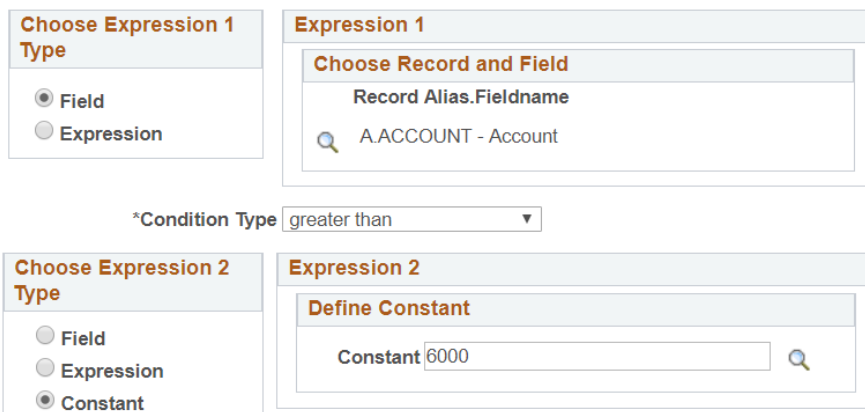 Choose Expression 1
Type
Field
Expression
Expression 1
Choose Record and Field
Record Alias.Fieldname
A.ACCOUNT - Account
*Condition Type greater than
Choose Expression 2
Type
Field
Expression
Constant
Expression 2
Define Constant
Constant 6000